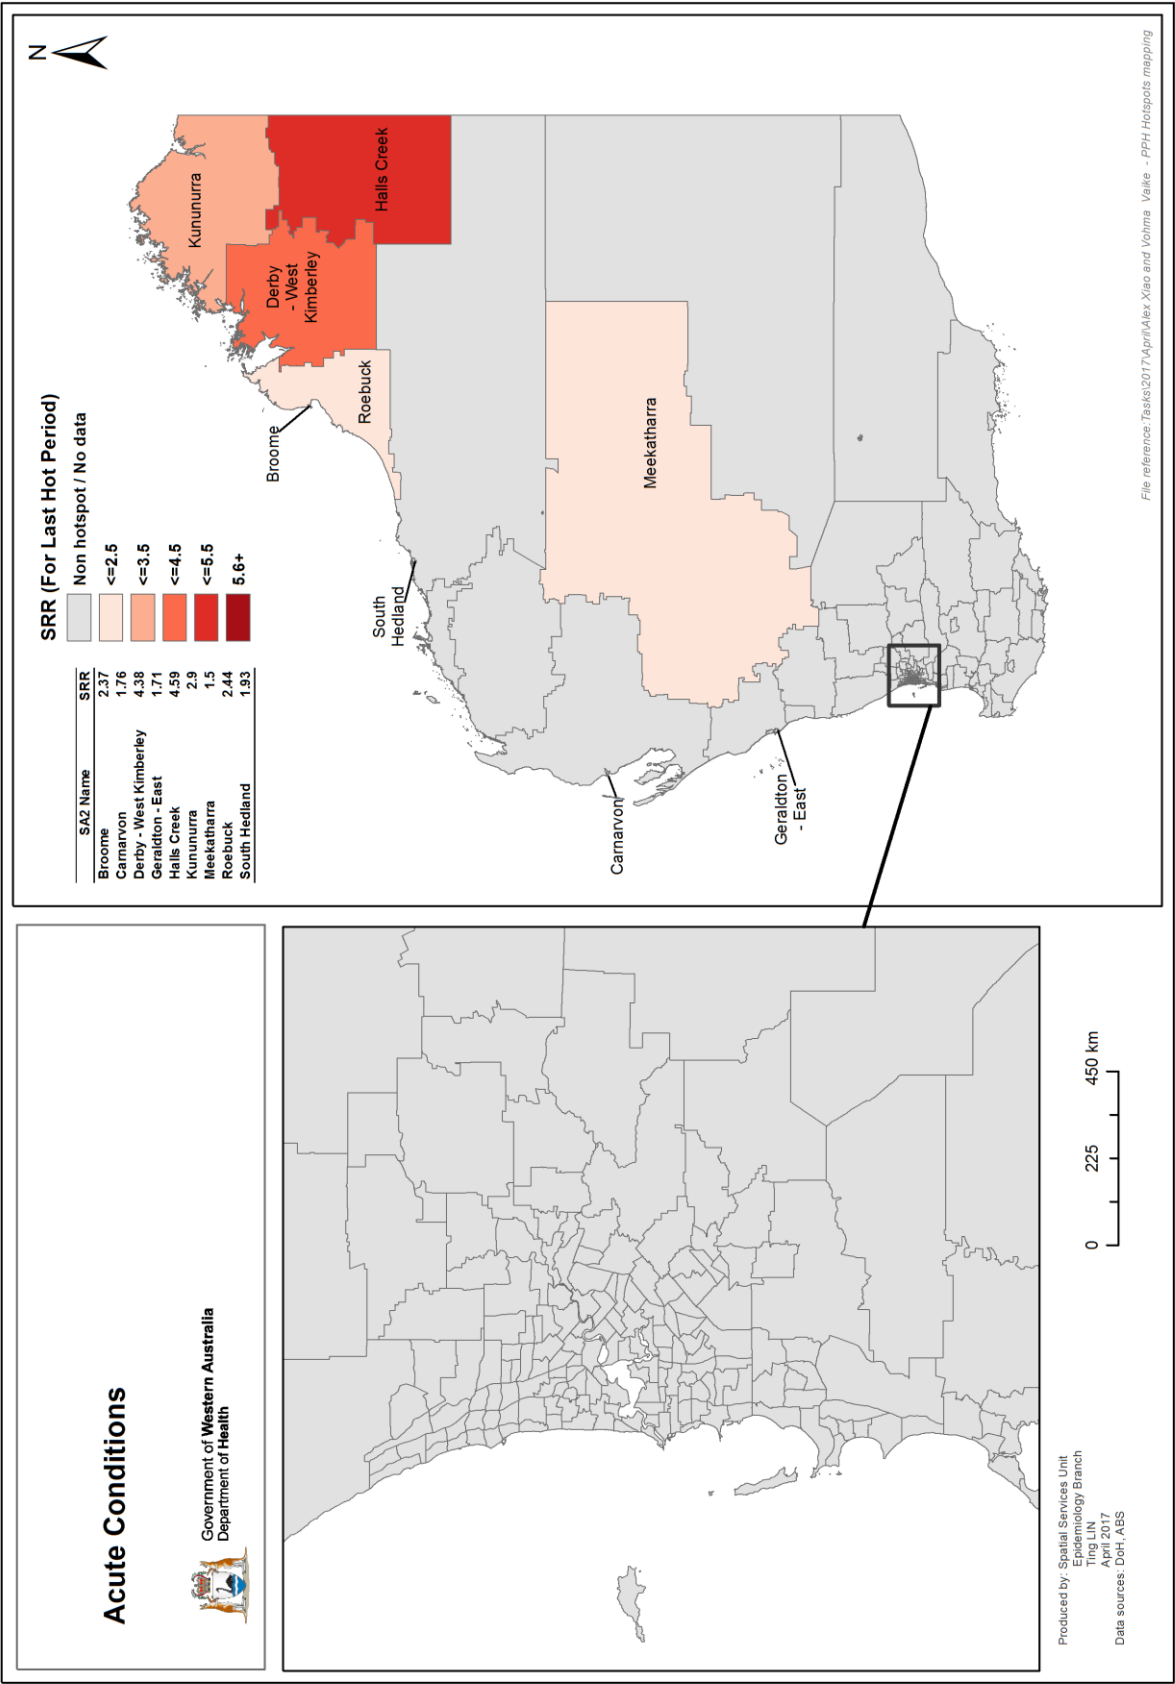 Acute Conditions
Government of Western Australia
Department of Health
SA2 Name SRR
Broome 2.37
Carnarvon 1.76
Derby - West Kimberley 4.38
Geraldton - East 1.71
Halls Creek 4.59
Kununurra 2.9
Meekatharra 1.5
Roebuck 2.44
South Hedland 1.93
SRR (For Last Hot Period)
Non hotspot / No data
<=2.5
<=3.5
<=4.5
<=5.5
5.6+
N
Kununurra
Halls Creek
Derby
- West
Kimberley
Broome
Roebuck
South
Hedland
Meekatharra
Carnarvon
Geraldton
- East
0 225 450 km
Produced by: Spatial Services Unit
Epidemiology Branch
Ting LIN
April 2017
Data sources: DoH, ABS
File reference:Tasks\2017\April\Alex Xiao and Vohma Vaike - PPH Hotspots mapping